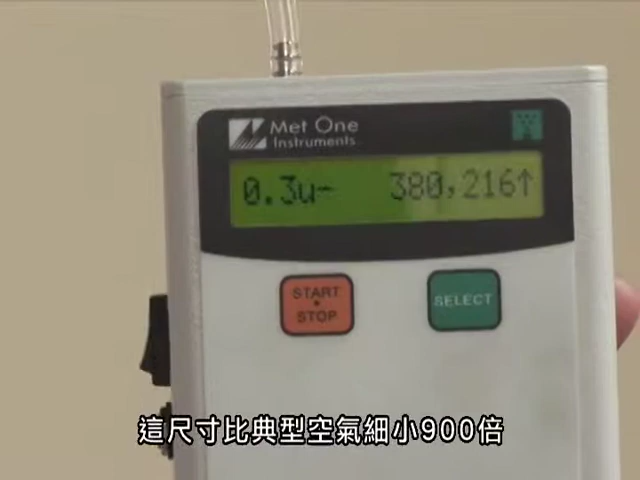 Met One
Instruments
0.3u- 380,216↑
START
STOP
SELECT
這尺寸比典型空氣細小900倍